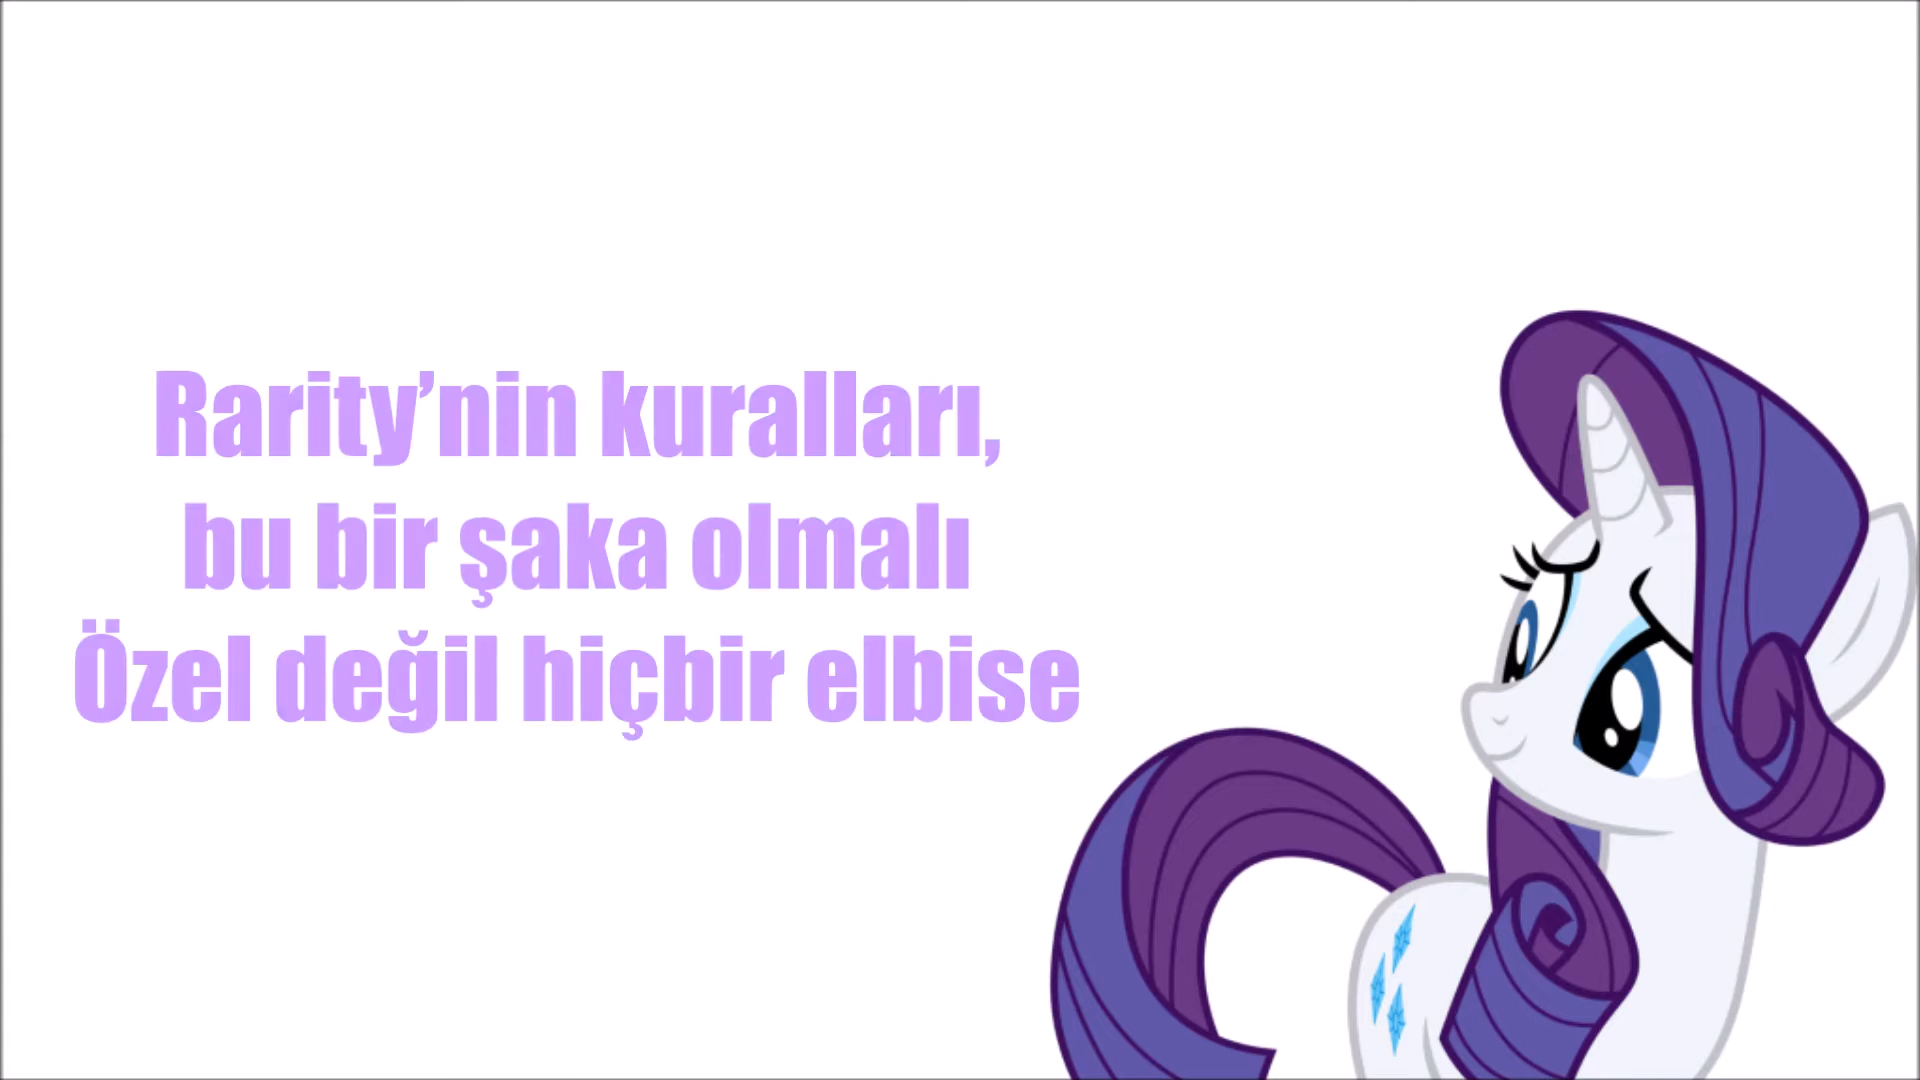 Rarity’nin kuralları,
bu bir şaka olmalı
Özel değil hiçbir elbise